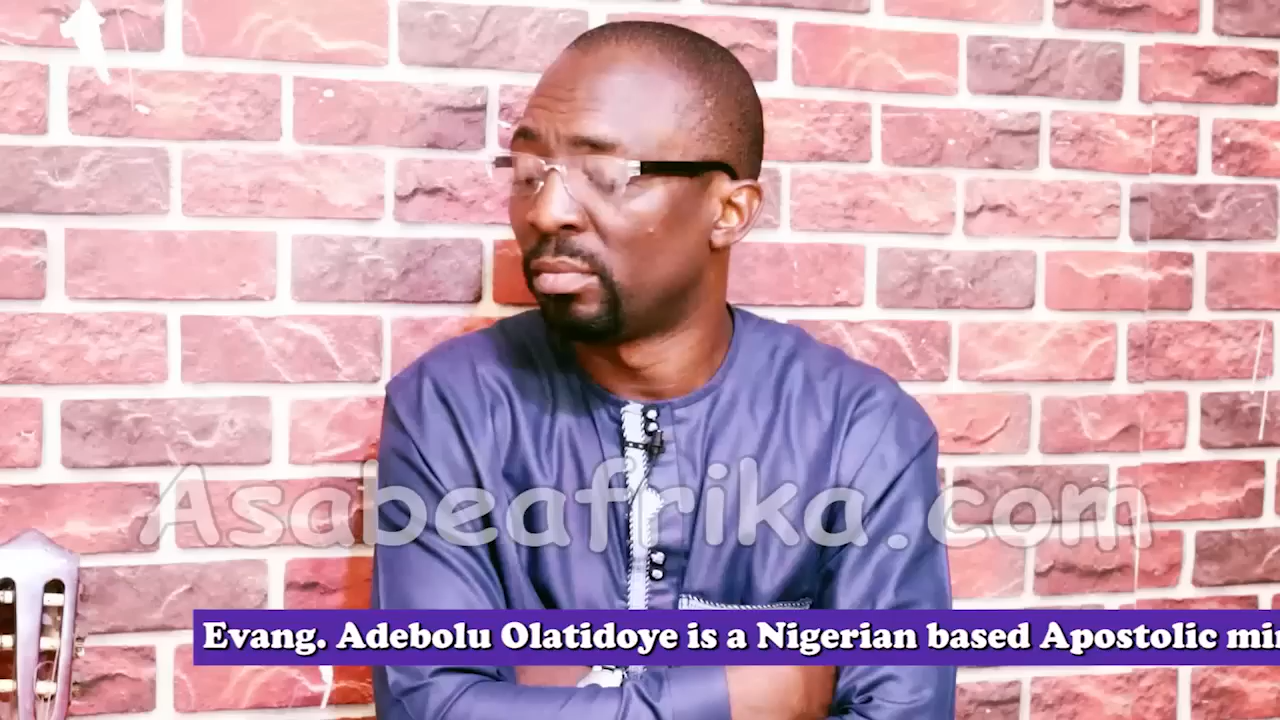 Asabeafrika.com
Evang. Adebolu Olatidoye is a Nigerian based Apostolic